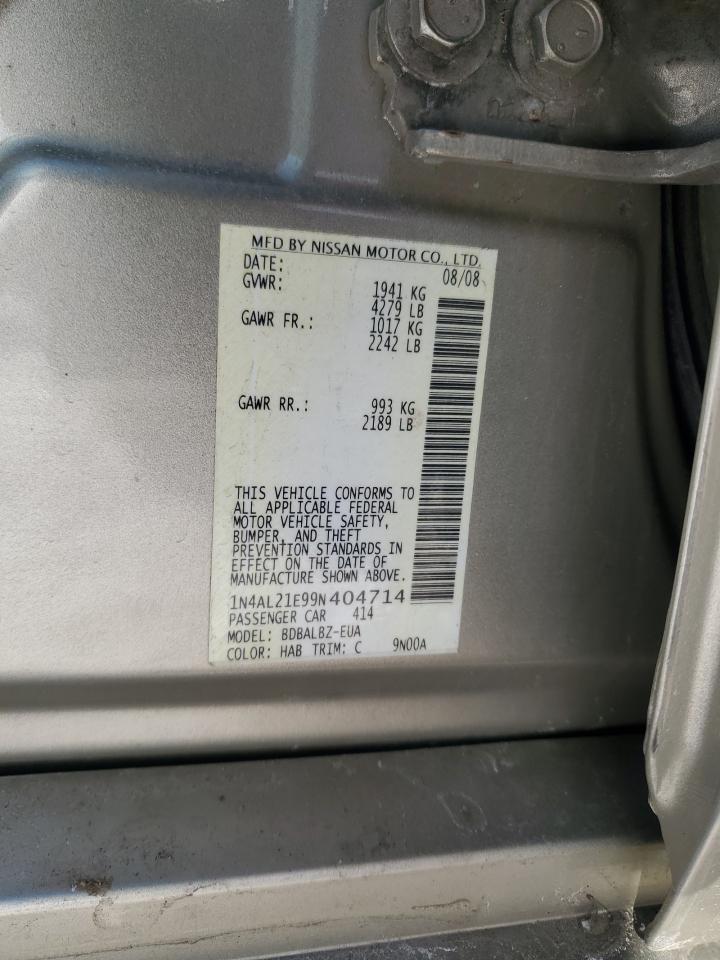 MFD BY NISSAN MOTOR CO., LTD.
DATE: 08/08
GVWR: 1941 KG
4279 LB
GAWR FR.: 1017 KG
2242 LB
GAWR RR.: 993 KG
2189 LB
THIS VEHICLE CONFORMS TO
ALL APPLICABLE FEDERAL
MOTOR VEHICLE SAFETY,
BUMPER, AND THEFT
PREVENTION STANDARDS IN
EFFECT ON THE DATE OF
MANUFACTURE SHOWN ABOVE.
1N4AL21E99N404714
PASSENGER CAR 414
MODEL: BDBALBZ-EUA
COLOR: HAB TRIM: C 9N00A